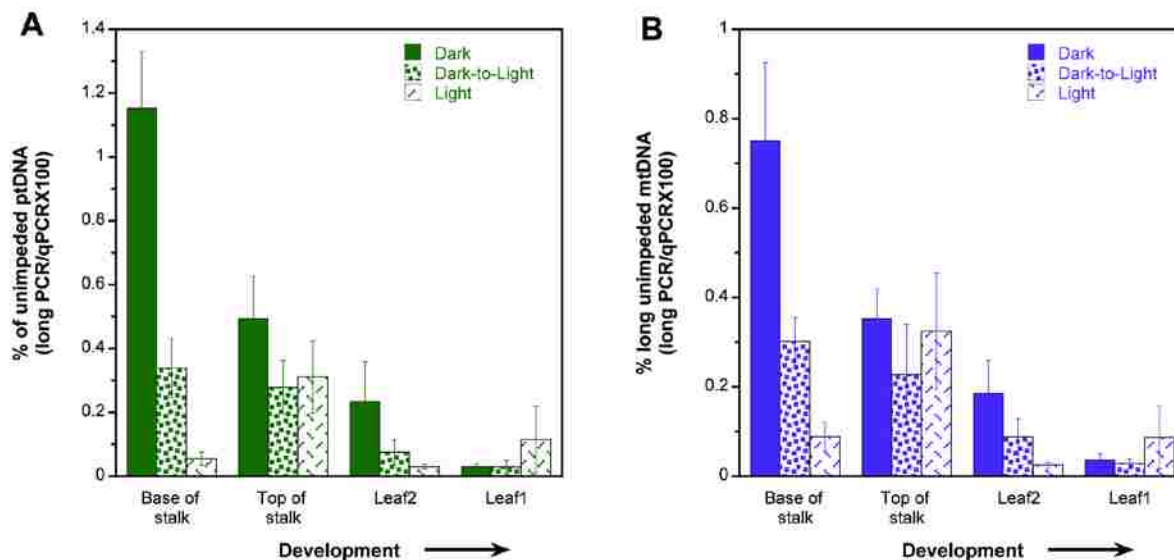 A
% of unimpeded ptDNA
(long PCR/qPCRX100)
1.4
1.2
1
0.8
0.6
0.4
0.2
0
Dark
Dark-to-Light
Light
Base of
stalk
Top of
stalk
Leaf2
Leaf1
Development
B
% long unimpeded mtDNA
(long PCR/qPCRX100)
1
0.8
0.6
0.4
0.2
0
Dark
Dark-to-Light
Light
Base of
stalk
Top of
stalk
Leaf2
Leaf1
Development